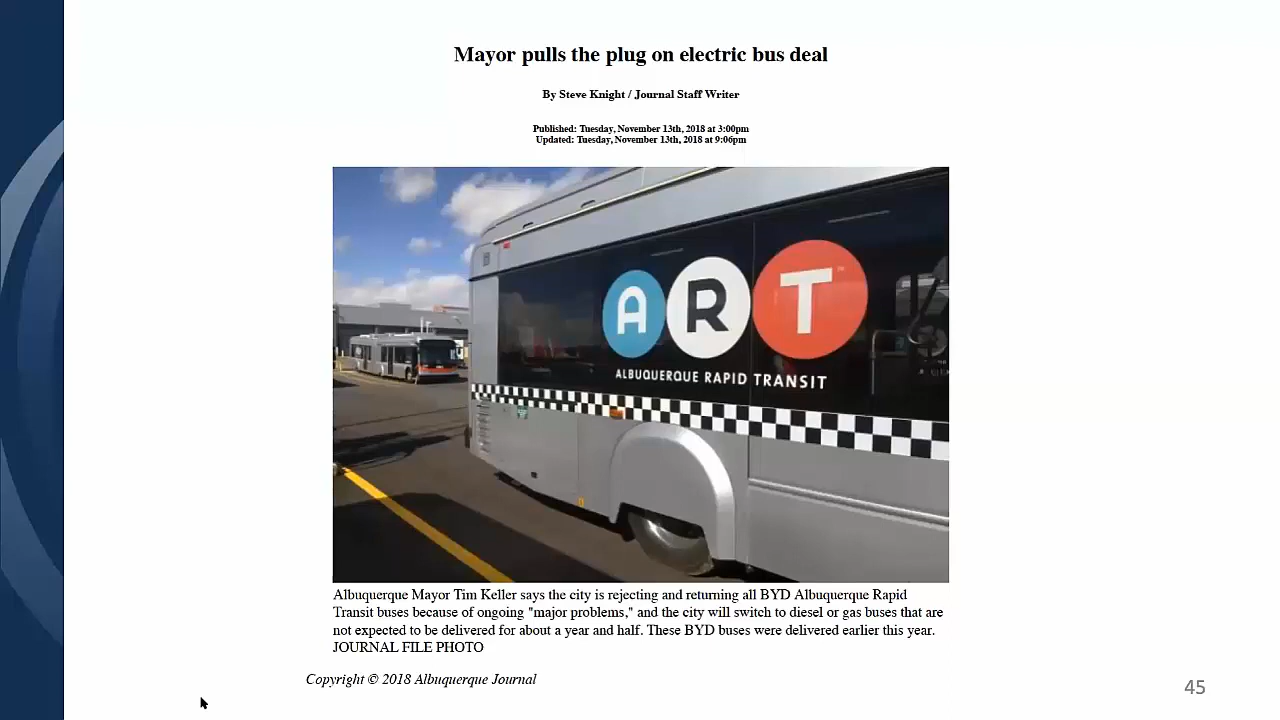 Mayor pulls the plug on electric bus deal
By Steve Knight / Journal Staff Writer
Published: Tuesday, November 13th, 2018 at 3:00pm
Updated: Tuesday, November 13th, 2018 at 9:06pm
A R T
ALBUQUERQUE RAPID TRANSIT
Albuquerque Mayor Tim Keller says the city is rejecting and returning all BYD Albuquerque Rapid
Transit buses because of ongoing "major problems," and the city will switch to diesel or gas buses that are
not expected to be delivered for about a year and half. These BYD buses were delivered earlier this year.
JOURNAL FILE PHOTO
Copyright © 2018 Albuquerque Journal
45